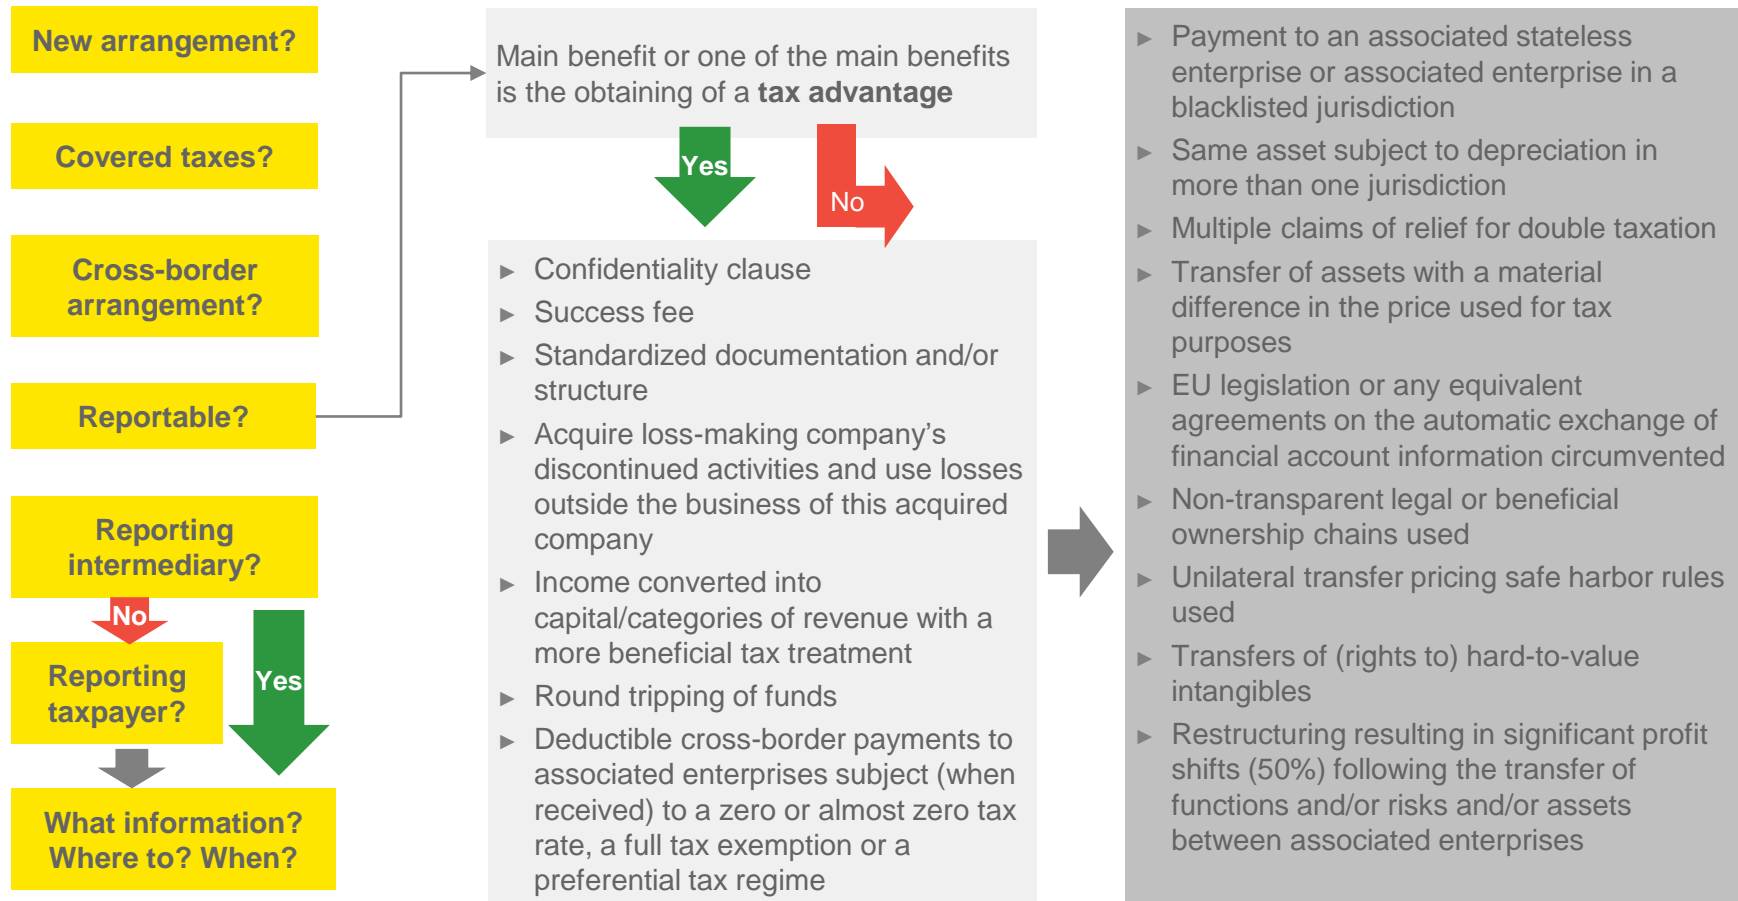 New arrangement?
Covered taxes?
Cross-border
arrangement?
Reportable?
Reporting
intermediary?
No
Reporting
taxpayer?
Yes
What information?
Where to? When?
Main benefit or one of the main benefits
is the obtaining of a tax advantage
Yes
No
► Confidentiality clause
► Success fee
► Standardized documentation and/or
structure
► Acquire loss-making company’s
discontinued activities and use losses
outside the business of this acquired
company
► Income converted into
capital/categories of revenue with a
more beneficial tax treatment
► Round tripping of funds
► Deductible cross-border payments to
associated enterprises subject (when
received) to a zero or almost zero tax
rate, a full tax exemption or a
preferential tax regime
► Payment to an associated stateless
enterprise or associated enterprise in a
blacklisted jurisdiction
► Same asset subject to depreciation in
more than one jurisdiction
► Multiple claims of relief for double taxation
► Transfer of assets with a material
difference in the price used for tax
purposes
► EU legislation or any equivalent
agreements on the automatic exchange of
financial account information circumvented
► Non-transparent legal or beneficial
ownership chains used
► Unilateral transfer pricing safe harbor rules
used
► Transfers of (rights to) hard-to-value
intangibles
► Restructuring resulting in significant profit
shifts (50%) following the transfer of
functions and/or risks and/or assets
between associated enterprises